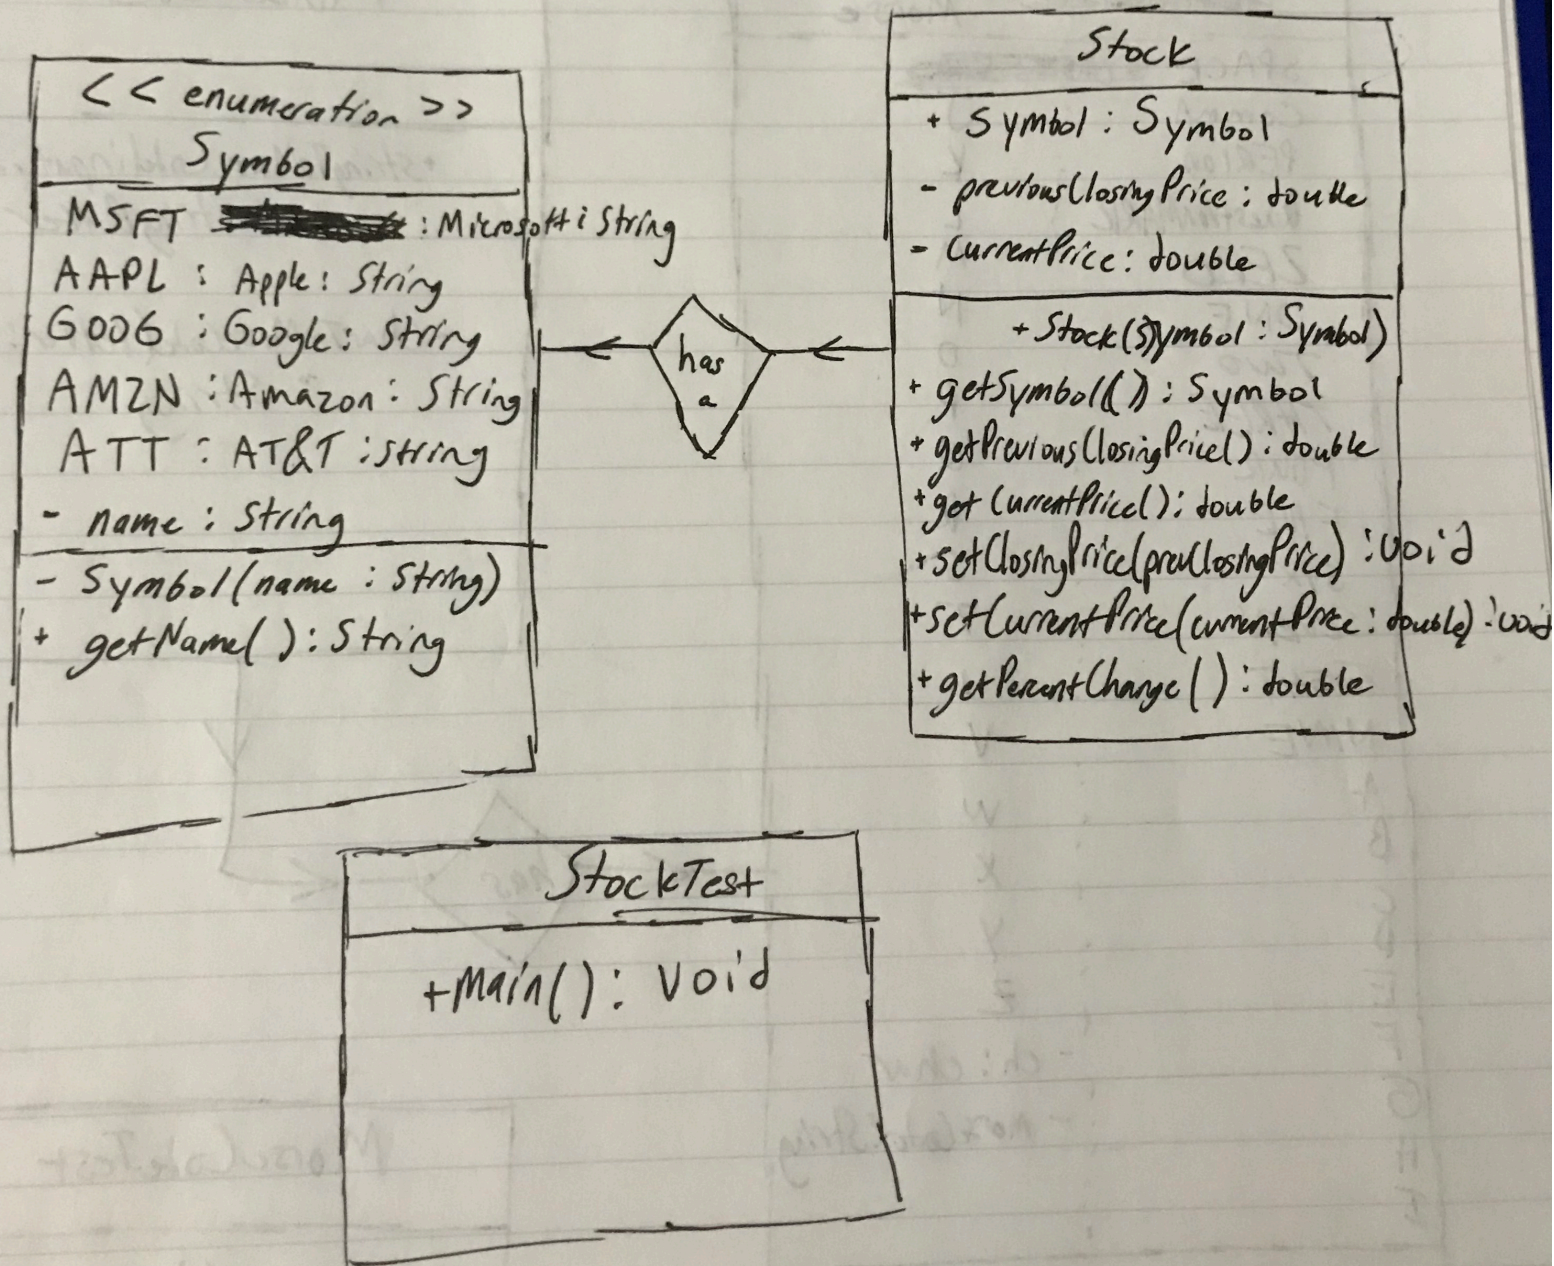 << enumeration >>
Symbol
MSFT : Microsoft : String
AAPL : Apple : String
GOOG : Google : String
AMZN : Amazon : String
ATT : AT&T : String
- name : String
- Symbol(name : String)
+ getName() : String
has
a
Stock
+ Symbol : Symbol
- previousClosingPrice : double
- currentPrice : double
+ Stock(Symbol : Symbol)
+ getSymbol() : Symbol
+ getPreviousClosingPrice() : double
+ getCurrentPrice() : double
+ setClosingPrice(prevClosingPrice) : void
+ setCurrentPrice(currentPrice : double) : void
+ getPercentChange() : double
StockTest
+ main() : void